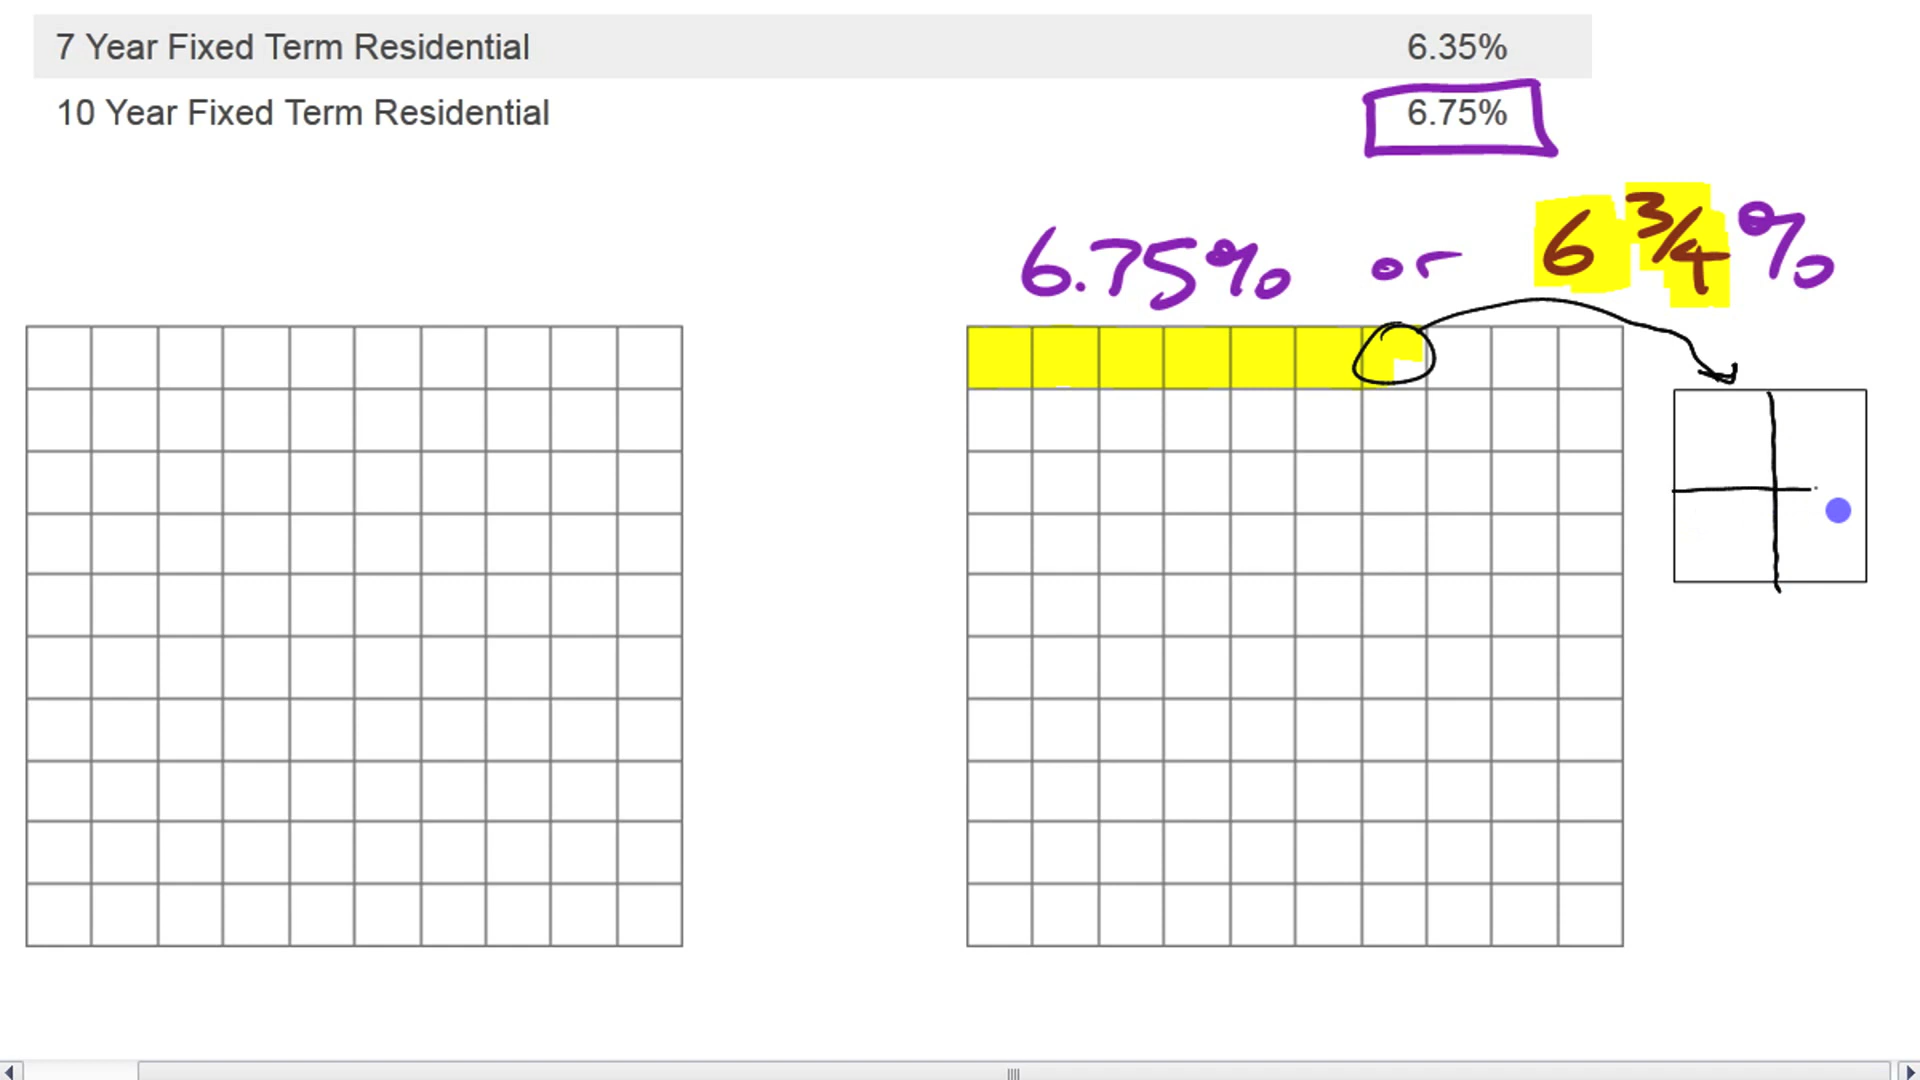 7 Year Fixed Term Residential 6.35%
10 Year Fixed Term Residential 6.75%
6.75% or 6 3/4 %